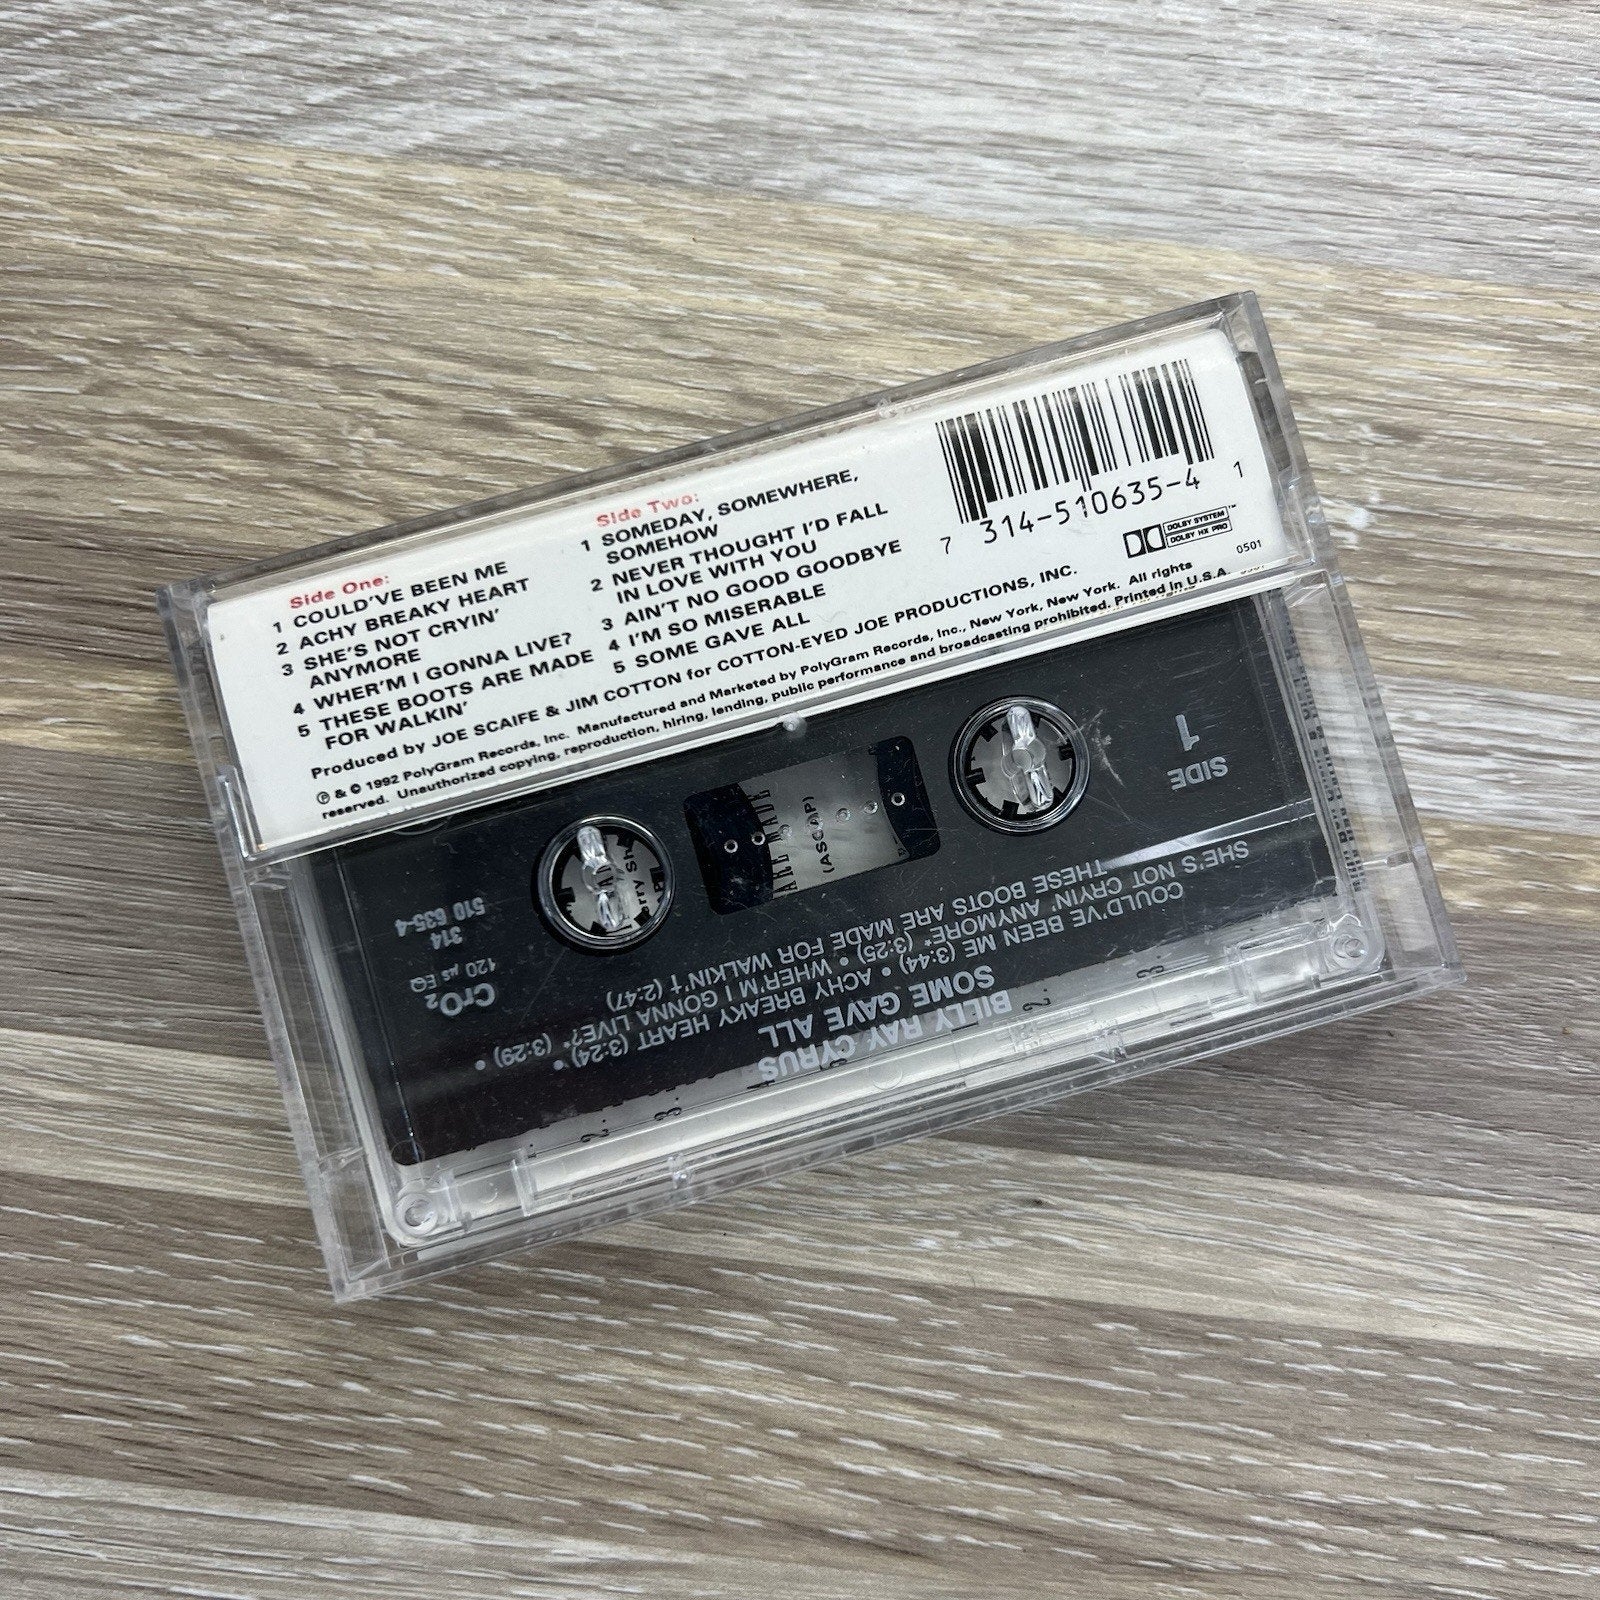 Side One:
1 COULD'VE BEEN ME
2 ACHY BREAKY HEART
3 SHE'S NOT CRYIN'
ANYMORE
4 WHER'M I GONNA LIVE?
5 THESE BOOTS ARE MADE
FOR WALKIN'
Side Two:
1 SOMEDAY, SOMEWHERE,
SOMEHOW
2 NEVER THOUGHT I'D FALL
IN LOVE WITH YOU
3 AIN'T NO GOOD GOODBYE
4 I'M SO MISERABLE
5 SOME GAVE ALL
7 314-510635-4 1
DOLBY SYSTEM™
DOLBY HX PRO
0501
Produced by JOE SCAIFE & JIM COTTON for COTTON-EYED JOE PRODUCTIONS, INC.
℗ & © 1992 PolyGram Records, Inc. Manufactured and Marketed by PolyGram Records, Inc., New York, New York. All rights
reserved. Unauthorized copying, reproduction, hiring, lending, public performance and broadcasting prohibited. Printed in U.S.A.
BILLY RAY CYRUS
SOME GAVE ALL
COULD'VE BEEN ME (3:44) • ACHY BREAKY HEART (3:24) •
SHE'S NOT CRYIN' ANYMORE* (3:25) • WHER'M I GONNA LIVE?* (3:29) •
THESE BOOTS ARE MADE FOR WALKIN'† (2:47)
SIDE
1
CrO2
120 µs EQ
314
510 635-4
(ASCAP)
2.
3.
4
2.
3.